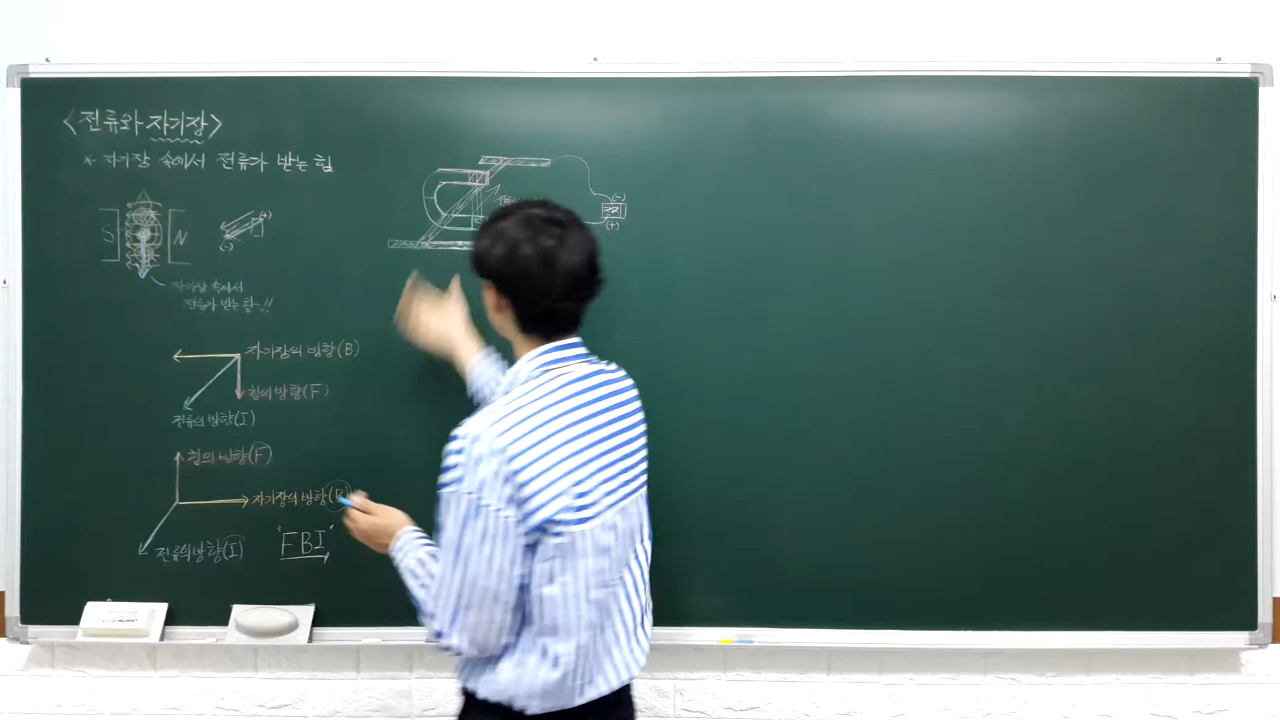 <전류와 자기장>
* 자기장 속에서 전류가 받는 힘
S N
(+)
(-)
자기장 속에서
전류가 받는 힘~!!
자기장의 방향(B)
힘의 방향(F)
전류의 방향(I)
힘의 방향(F)
자기장의 방향(B)
전류의 방향(I)
'FBI'
(-)
(+)